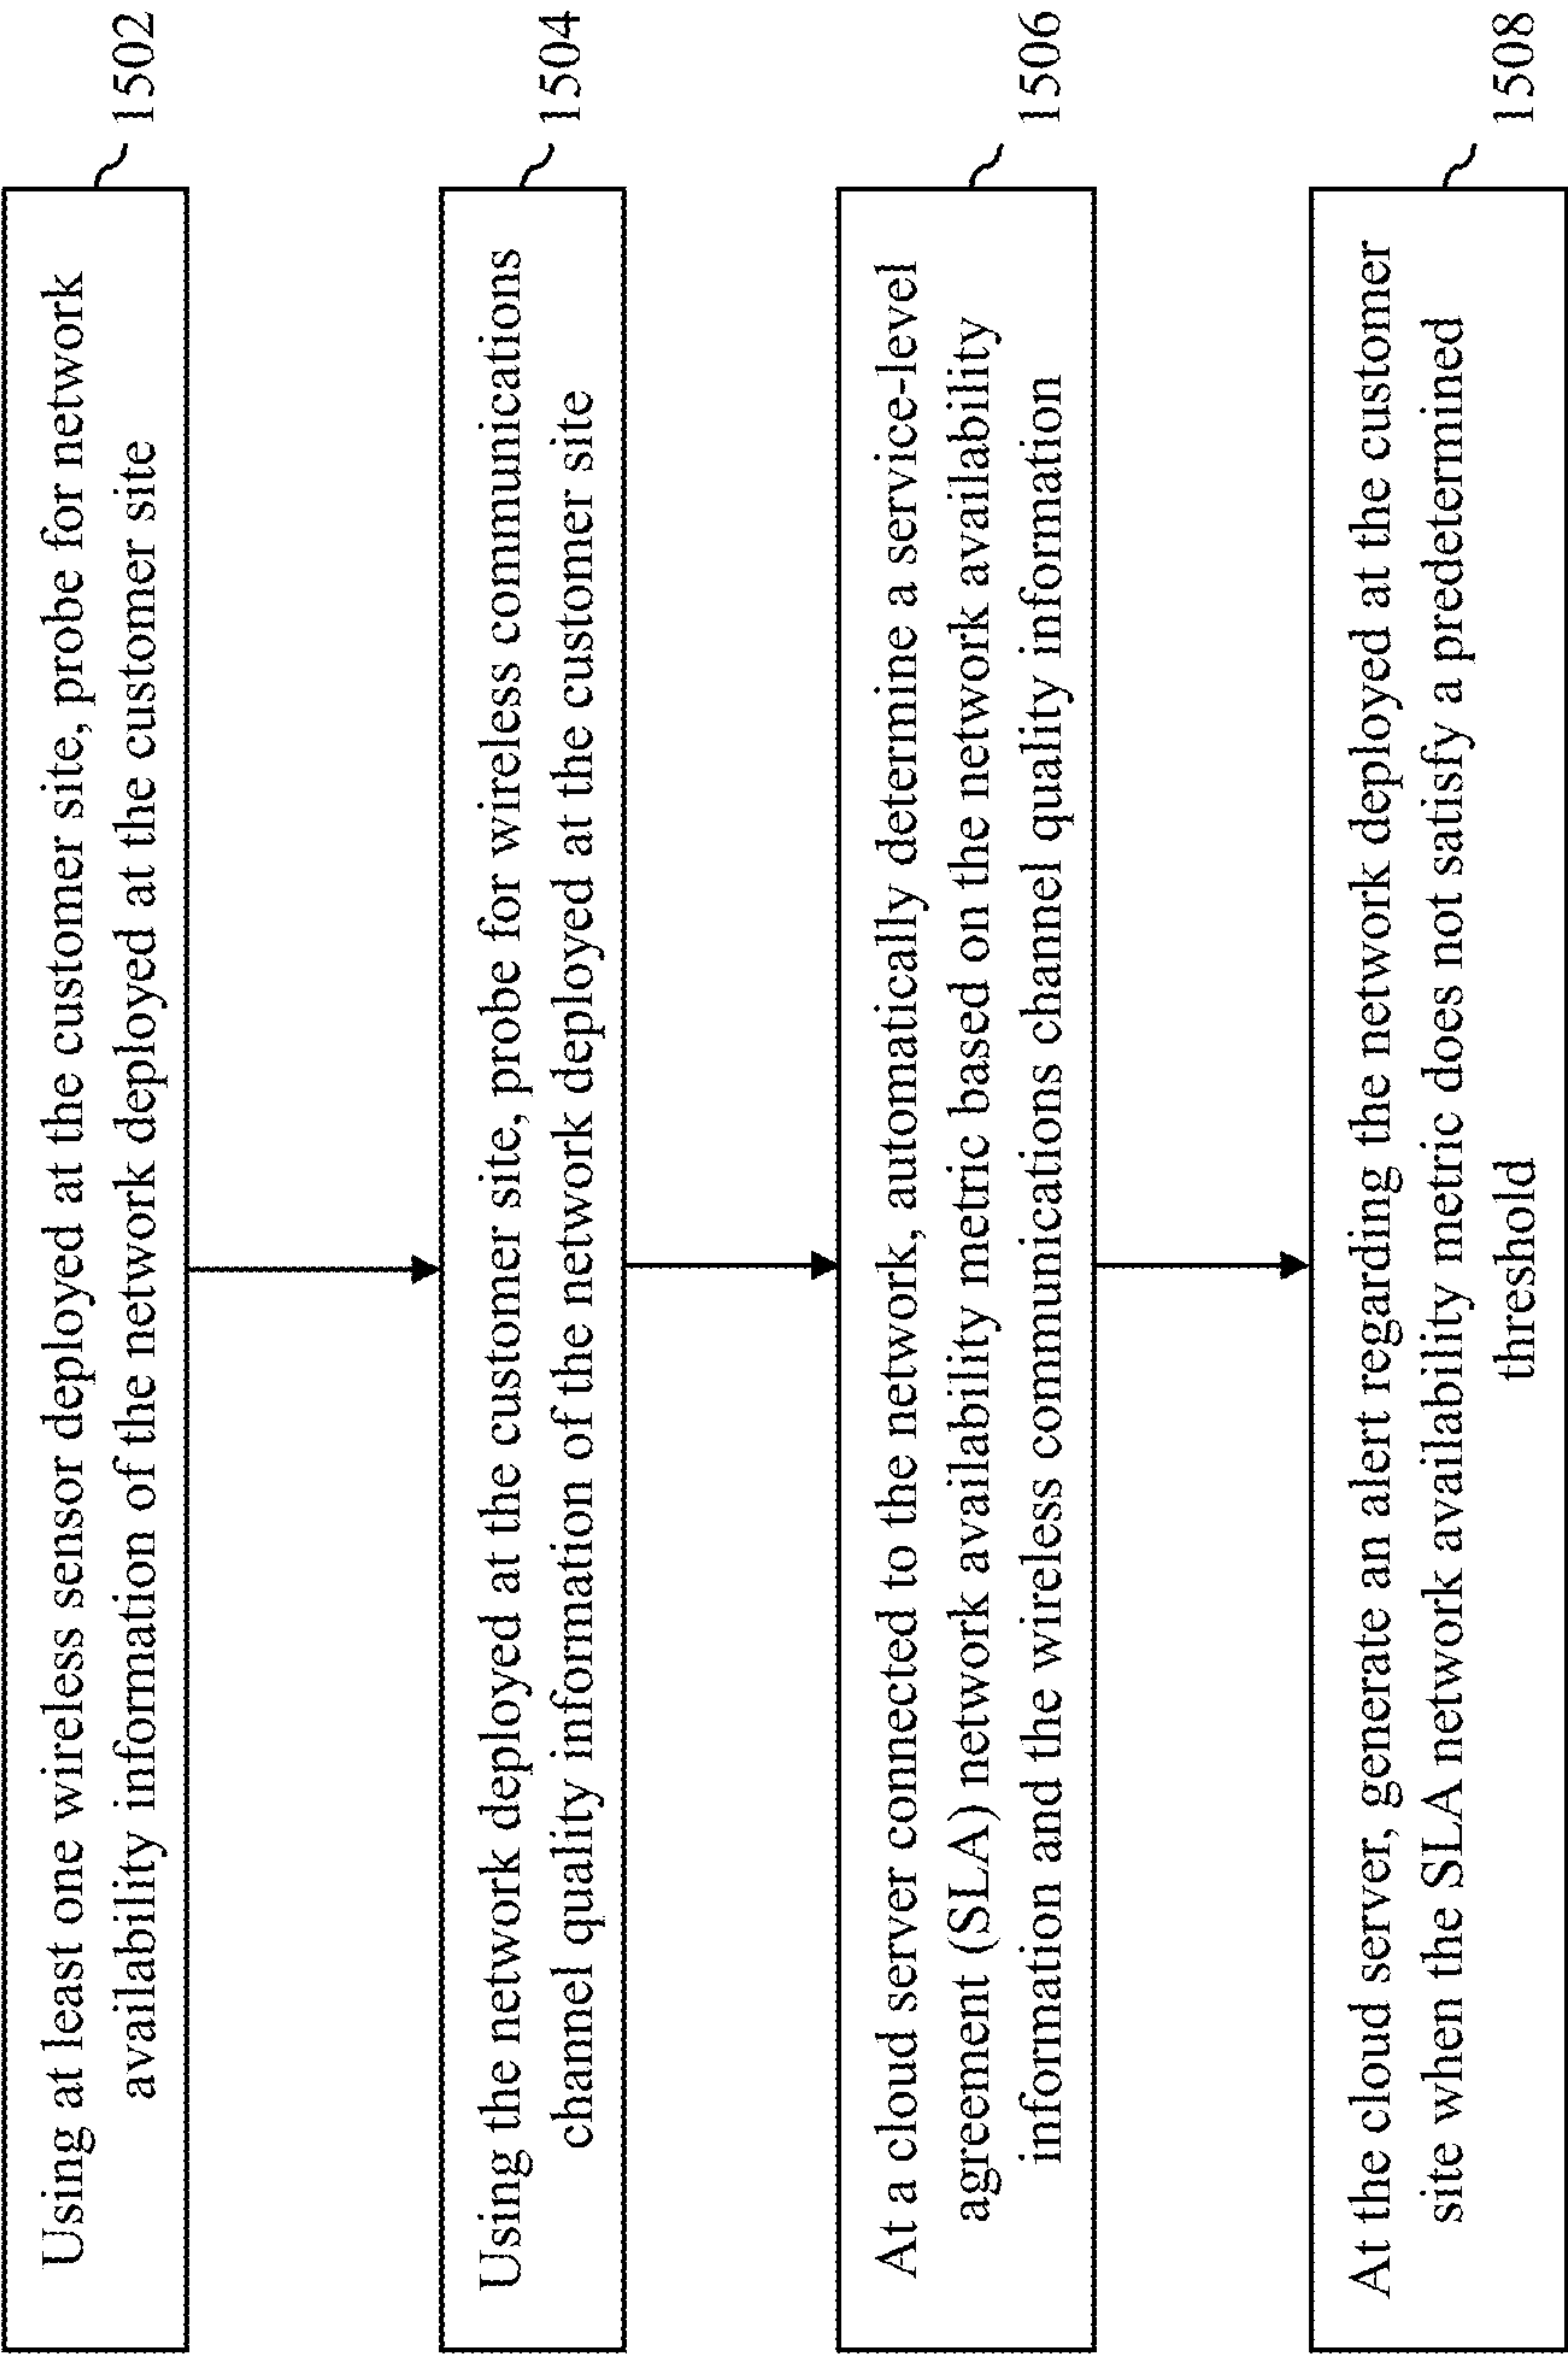 Using at least one wireless sensor deployed at the customer site, probe for network
availability information of the network deployed at the customer site
1502
Using the network deployed at the customer site, probe for wireless communications
channel quality information of the network deployed at the customer site
1504
At a cloud server connected to the network, automatically determine a service-level
agreement (SLA) network availability metric based on the network availability
information and the wireless communications channel quality information
1506
At the cloud server, generate an alert regarding the network deployed at the customer
site when the SLA network availability metric does not satisfy a predetermined
threshold
1508